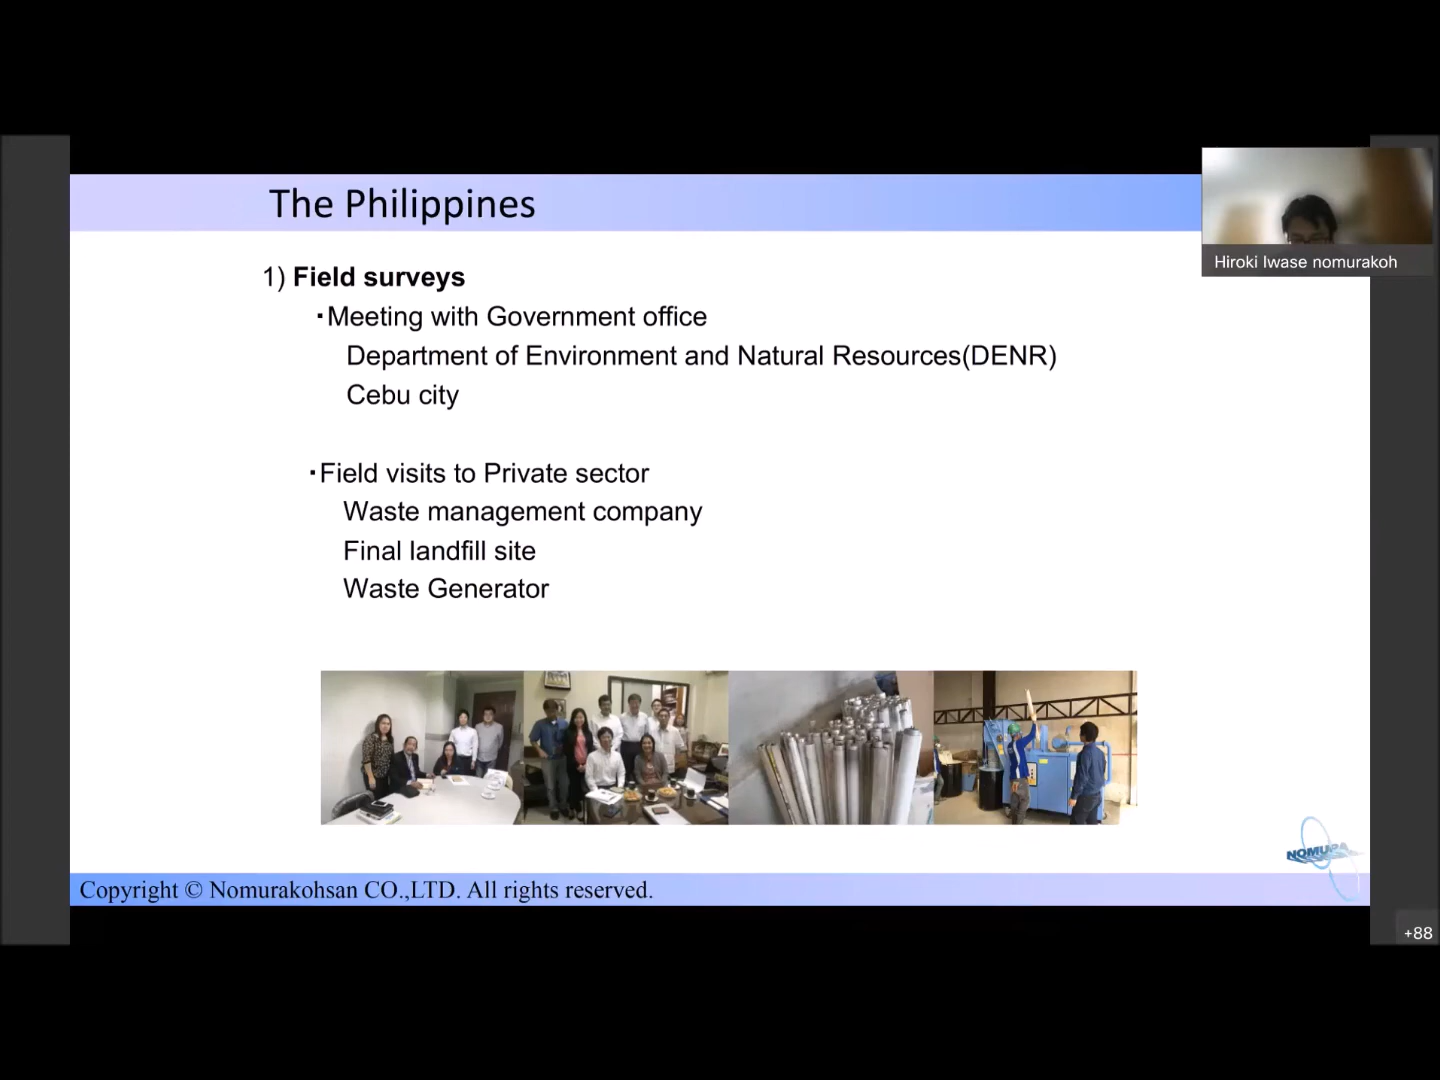 The Philippines
Hiroki Iwase nomurakoh
1) Field surveys
・Meeting with Government office
Department of Environment and Natural Resources(DENR)
Cebu city
・Field visits to Private sector
Waste management company
Final landfill site
Waste Generator
NOMURA
Copyright © Nomurakohsan CO.,LTD. All rights reserved.
+88